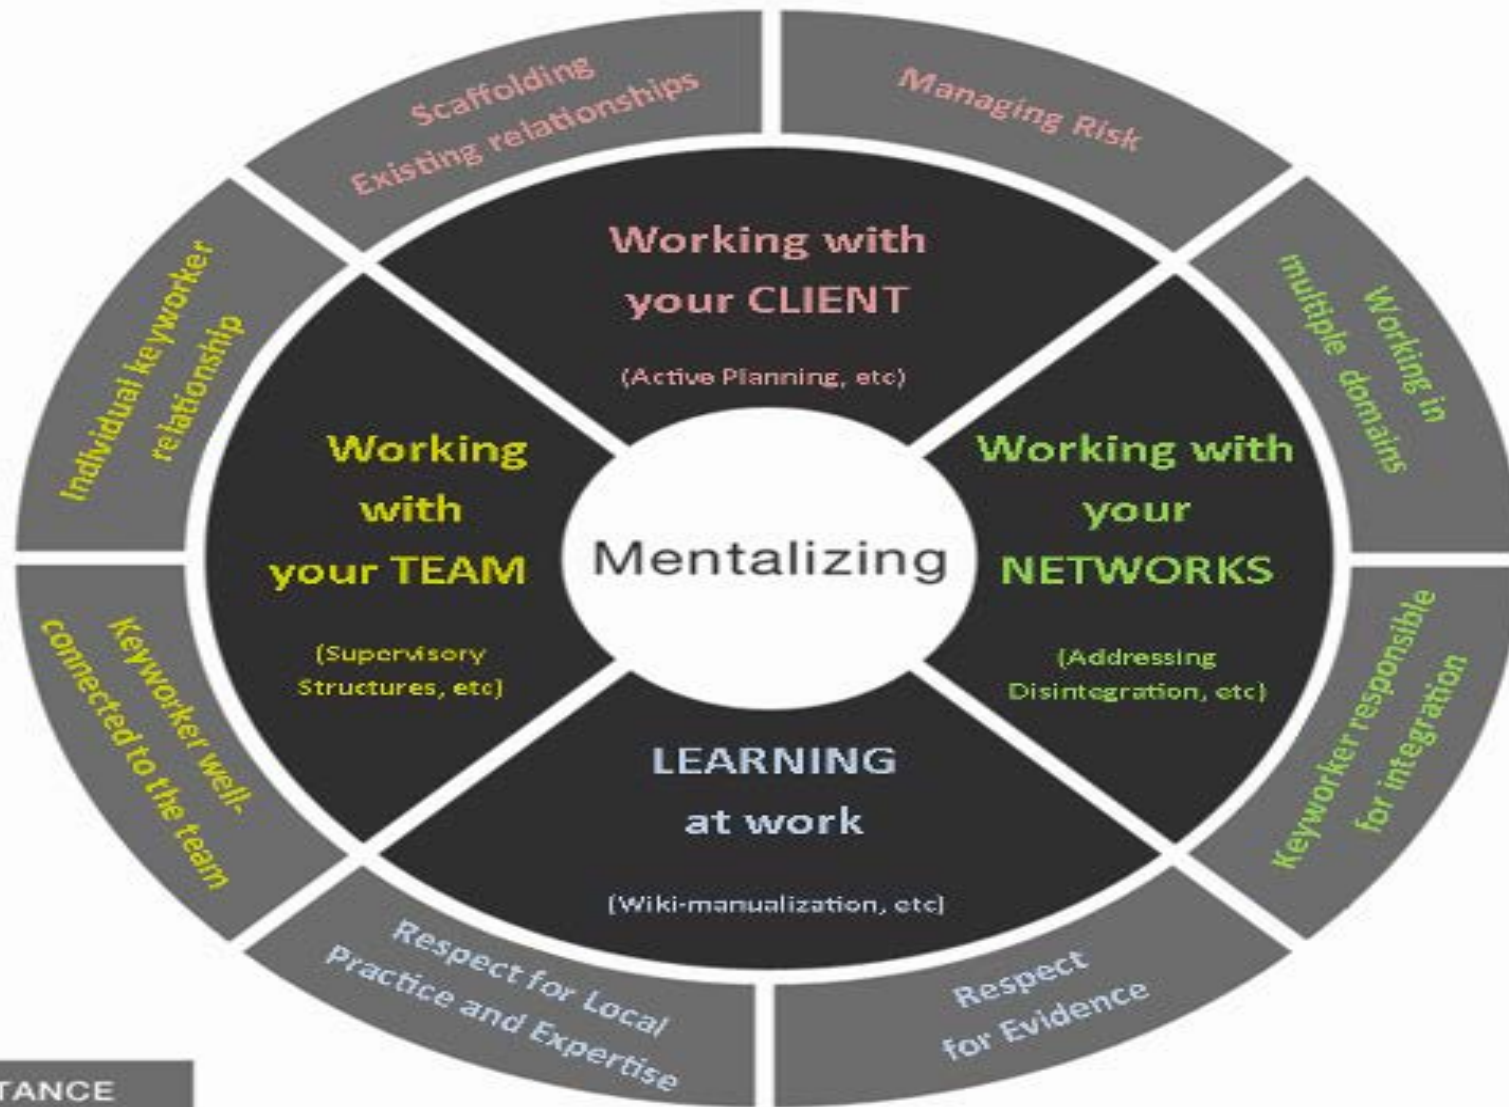 Scaffolding
Existing relationships
Managing Risk
Individual keyworker
relationship
Working with
your CLIENT
(Active Planning, etc)
Working in
multiple domains
Working
with
your TEAM
(Supervisory
Structures, etc)
Mentalizing
Working with
your
NETWORKS
(Addressing
Disintegration, etc)
Keyworker well-
connected to the team
Keyworker responsible
for integration
LEARNING
at work
(Wiki-manualization, etc)
Respect for Local
Practice and Expertise
Respect
for Evidence
TANCE